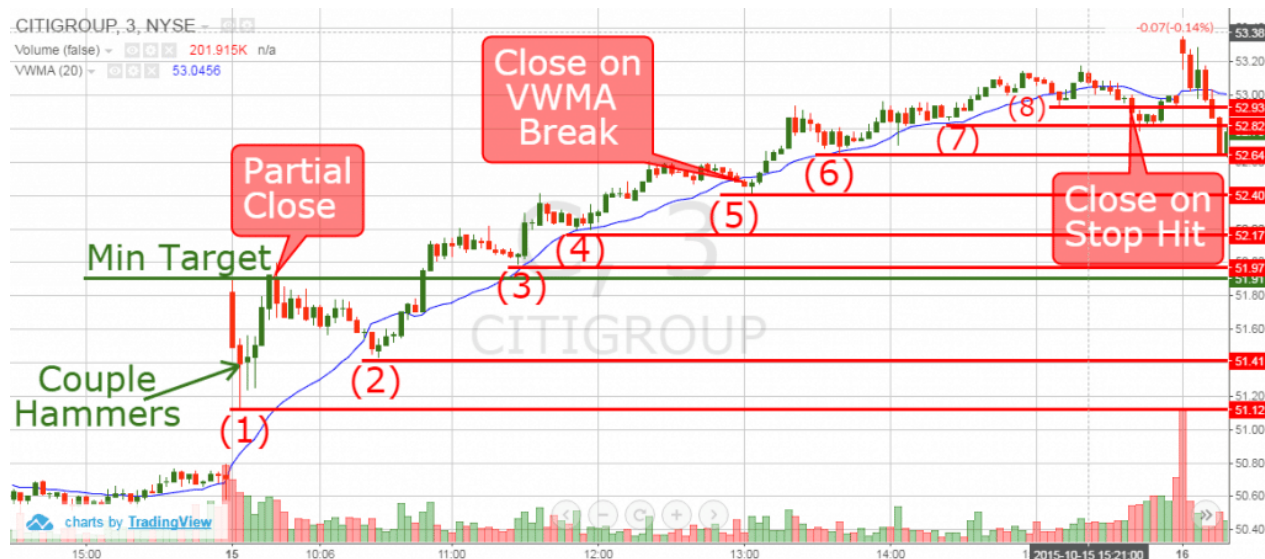 CITIGROUP, 3, NYSE
-0.07(-0.14%)
53.38
Volume (false) 201.915K n/a
VWMA (20) 53.0456
53.20
53.00
52.93
52.82
52.64
52.40
52.17
51.97
51.91
51.80
51.60
51.41
51.20
51.12
51.00
50.80
50.60
50.40
Close on
VWMA
Break
Partial
Close
Min Target
Couple
Hammers
(1)
(2)
(3)
(4)
(5)
(6)
(7)
(8)
Close on
Stop Hit
C, 3
CITIGROUP
charts by TradingView
15:00
15
10:06
11:00
12:00
13:00
14:00
2015-10-15 15:21:00
16